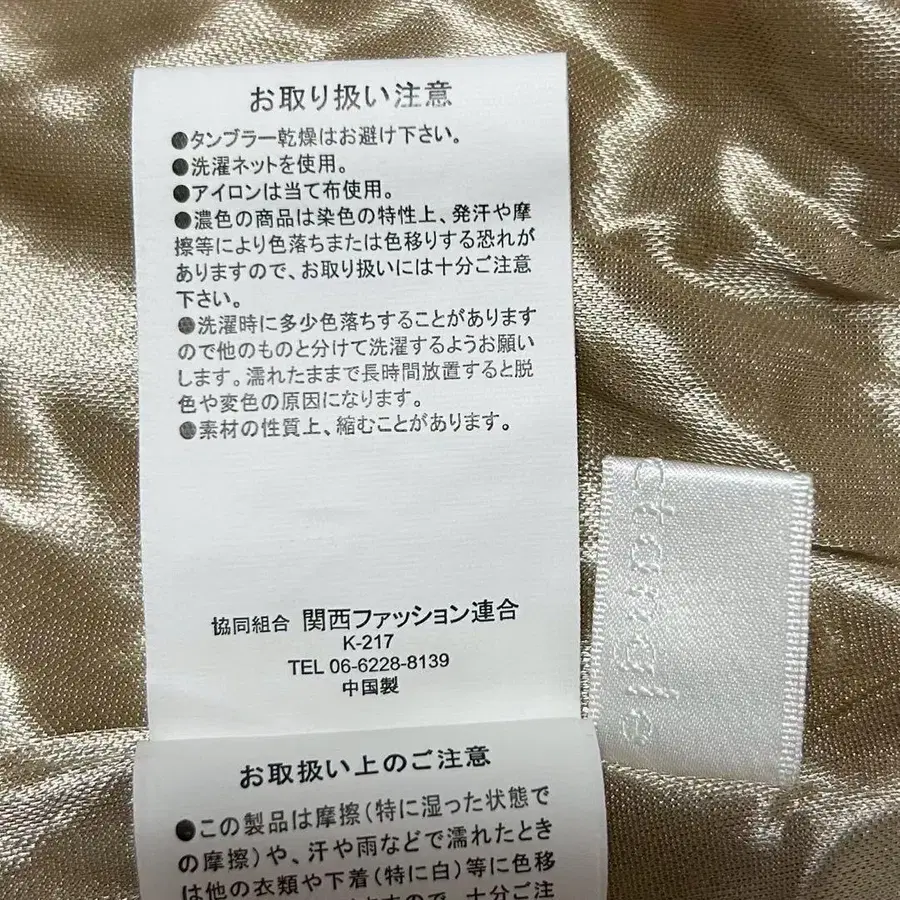 お取り扱い注意
●タンブラー乾燥はお避け下さい。
●洗濯ネットを使用。
●アイロンは当て布使用。
●濃色の商品は染色の特性上、発汗や摩
擦等により色落ちまたは色移りする恐れが
ありますので、お取り扱いには十分ご注意
下さい。
●洗濯時に多少色落ちすることがあります
ので他のものと分けて洗濯するようお願い
します。濡れたままで長時間放置すると脱
色や変色の原因になります。
●素材の性質上、縮むことがあります。
協同組合 関西ファッション連合
K-217
TEL 06-6228-8139
中国製
お取扱い上のご注意
●この製品は摩擦(特に湿った状態で
の摩擦)や、汗や雨などで濡れたとき
は他の衣類や下着(特に白)等に色移
ますので、十分ご注